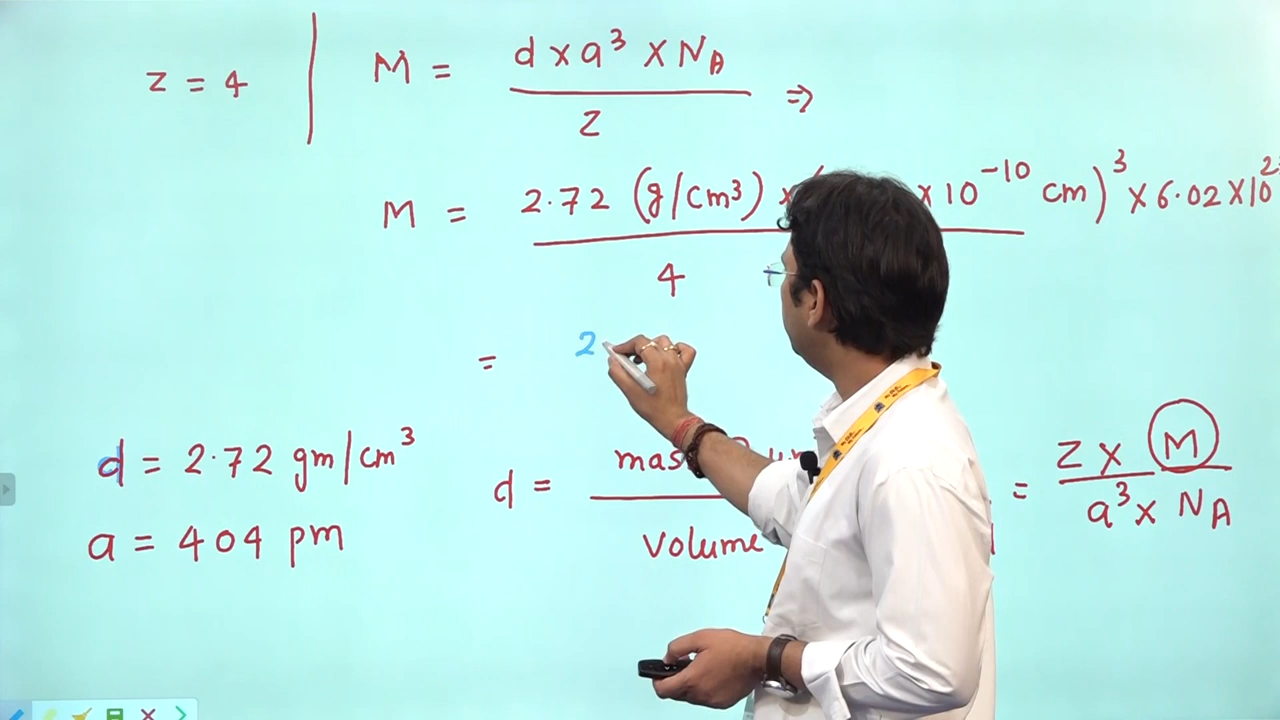 z = 4
M = d x a³ x N_A / Z ⇒
M = 2.72 (g/cm³) x ( x 10⁻¹⁰ cm)³ x 6.02 x 10²
4
= 2
d = 2.72 gm/cm³
a = 404 pm
d = mas
Volume
= Z x M / a³ x N_A